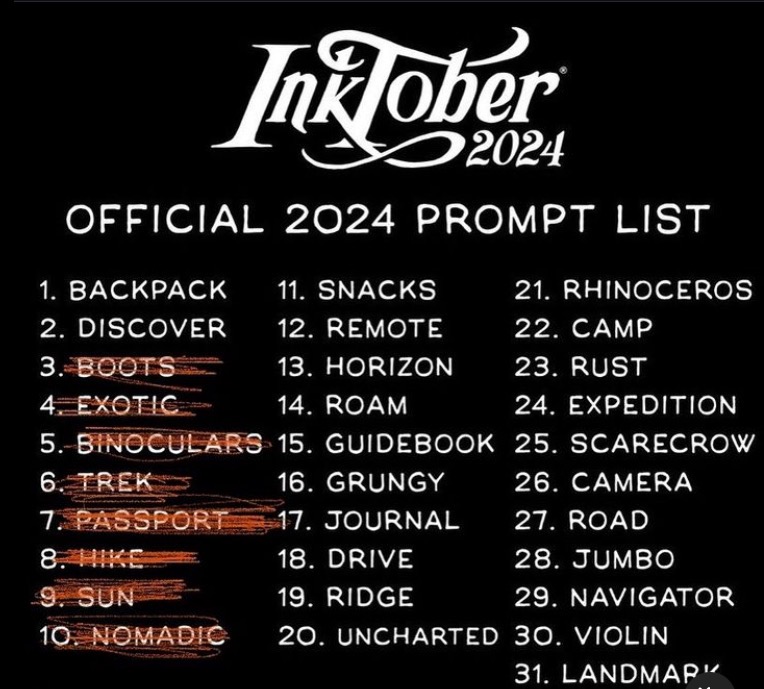 InkTober®
2024
OFFICIAL 2024 PROMPT LIST
1. BACKPACK
2. DISCOVER
3. BOOTS
4. EXOTIC
5. BINOCULARS
6. TREK
7. PASSPORT
8. HIKE
9. SUN
10. NOMADIC
11. SNACKS
12. REMOTE
13. HORIZON
14. ROAM
15. GUIDEBOOK
16. GRUNGY
17. JOURNAL
18. DRIVE
19. RIDGE
20. UNCHARTED
21. RHINOCEROS
22. CAMP
23. RUST
24. EXPEDITION
25. SCARECROW
26. CAMERA
27. ROAD
28. JUMBO
29. NAVIGATOR
30. VIOLIN
31. LANDMARK